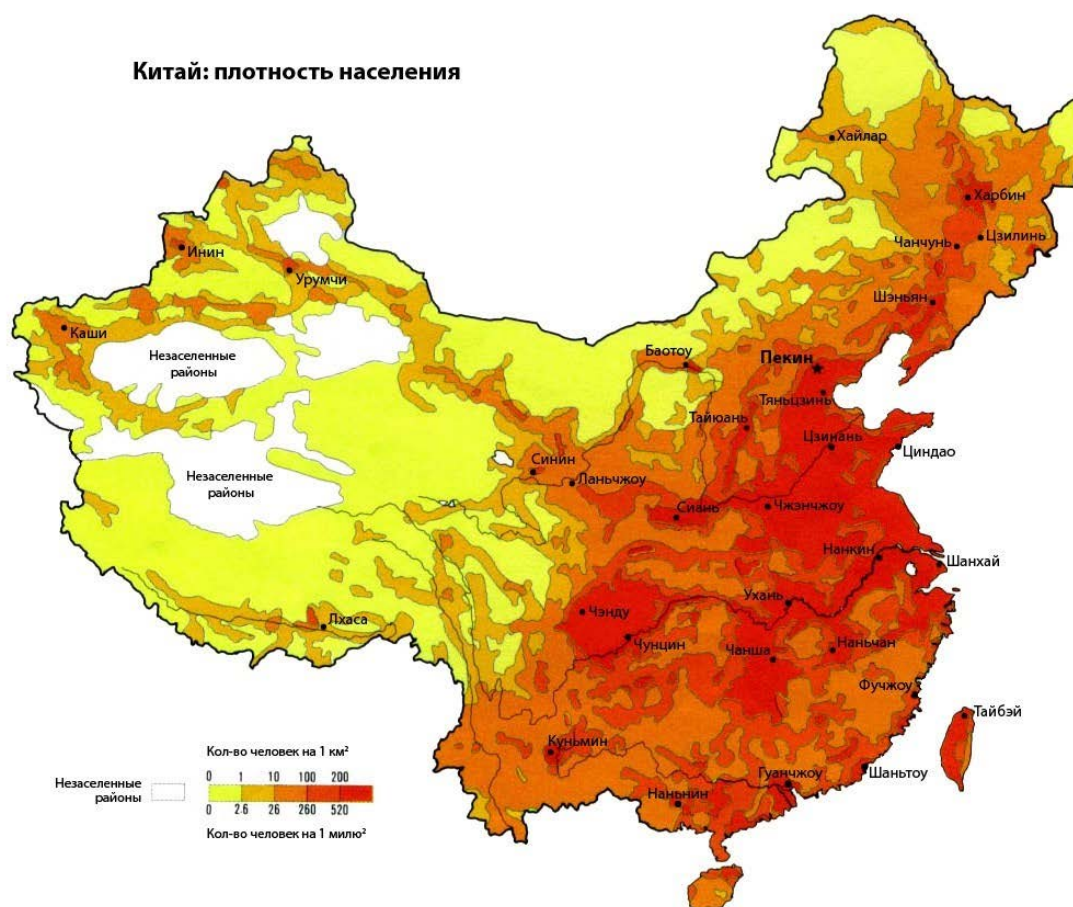 Китай: плотность населения
Хайлар
Харбин
Цзилинь
Чанчунь
Инин
Урумчи
Шэньян
Каши
Незаселенные
районы
Баотоу
Пекин
Тяньцзинь
Тайюань
Цзинань
Циндао
Синин
Ланьчжоу
Незаселенные
районы
Сиань
Чжэнчжоу
Нанкин
Шанхай
Ухань
Чэнду
Лхаса
Чунцин
Чанша
Наньчан
Фучжоу
Тайбэй
Куньмин
Гуанчжоу
Шаньтоу
Наньнин
Кол-во человек на 1 км²
0 1 10 100 200
Незаселенные
районы
0 2.6 26 260 520
Кол-во человек на 1 милю²